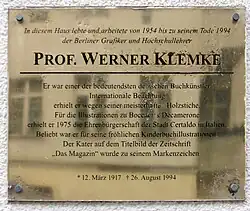 In diesem Haus lebte und arbeitete von 1954 bis zu seinem Tode 1994
der Berliner Grafiker und Hochschullehrer
PROF. WERNER KLEMKE
Er war einer der bedeutendsten deutschen Buchkünstler
Internationale Beachtung
erhielt er wegen seiner meisterhaften Holzstiche.
Für die Illustrationen zu Boccaccios Decamerone
erhielt er 1975 die Ehrenbürgerschaft der Stadt Certaldo
Beliebt war er für seine fröhlichen Kinderbuchillustrationen.
Der Kater auf dem Titelbild der Zeitschrift
„Das Magazin" wurde zu seinem Markenzeichen
* 12. März 1917 † 26. August 1994